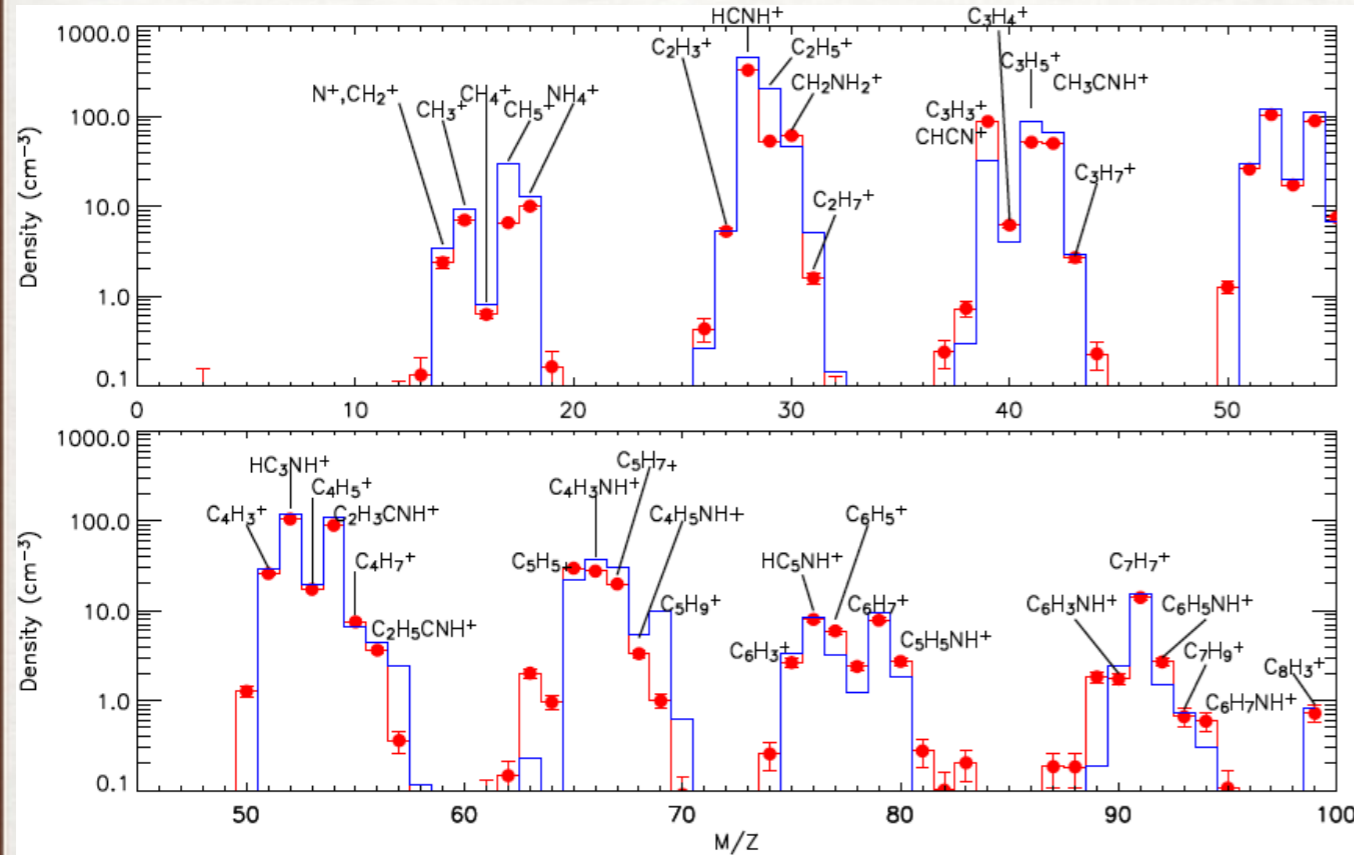 HCNH⁺
C₃H₄⁺
C₂H₃⁺
C₂H₅⁺
C₃H₅⁺
CH₃CNH⁺
N⁺,CH₂⁺
CH₃⁺
CH₄⁺
CH₅⁺
NH₄⁺
CH₂NH₂⁺
C₃H₃⁺
CHCN⁺
C₃H₇⁺
C₂H₇⁺
Density (cm⁻³)
1000.0
100.0
10.0
1.0
0.1
0 10 20 30 40 50
HC₃NH⁺
C₄H₃⁺
C₄H₅⁺
C₂H₃CNH⁺
C₄H₇⁺
C₂H₅CNH⁺
C₅H₇₊
C₄H₃NH⁺
C₄H₅NH+
C₅H₅₊
C₅H₉⁺
C₆H₅⁺
HC₅NH⁺
C₆H₇⁺
C₆H₃⁺
C₅H₅NH⁺
C₇H₇⁺
C₆H₃NH⁺
C₆H₅NH⁺
C₇H₉⁺
C₆H₇NH⁺
C₈H₃⁺
Density (cm⁻³)
1000.0
100.0
10.0
1.0
0.1
50 60 70 80 90 100
M/Z